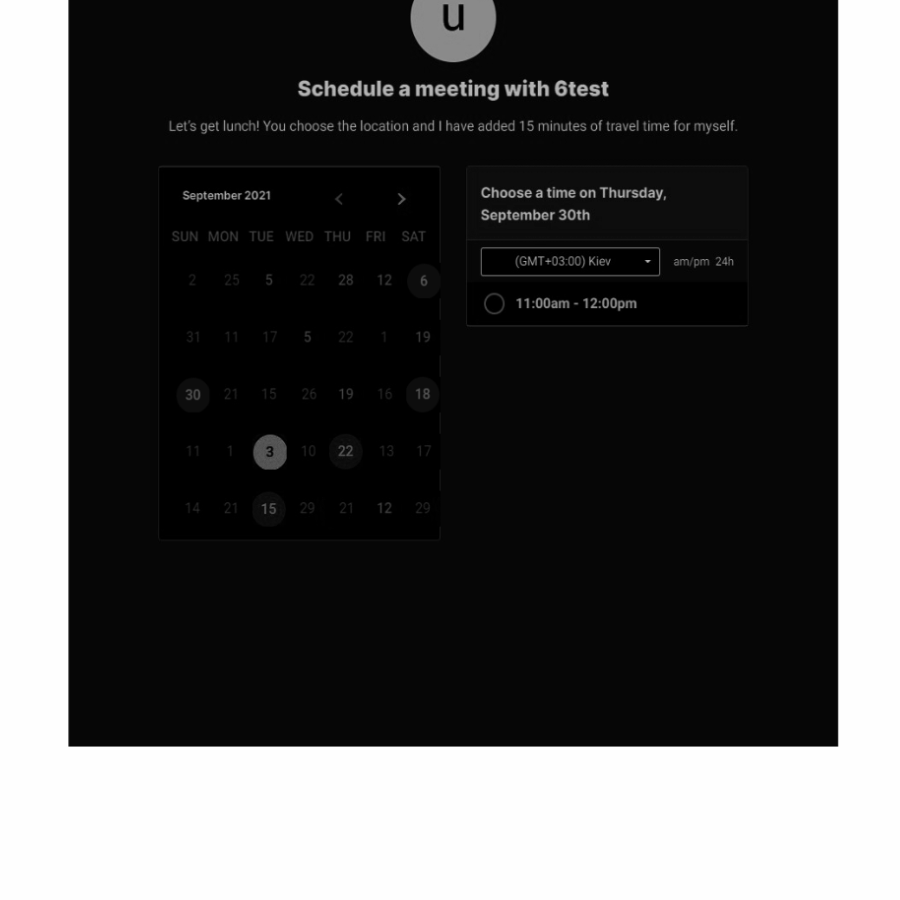 u
Schedule a meeting with 6test
Let's get lunch! You choose the location and I have added 15 minutes of travel time for myself.
September 2021
SUN MON TUE WED THU FRI SAT
2 25 5 22 28 12 6
31 11 17 5 22 1 19
30 21 15 26 19 16 18
11 1 3 10 22 13 17
14 21 15 29 21 12 29
Choose a time on Thursday,
September 30th
(GMT+03:00) Kiev am/pm 24h
11:00am - 12:00pm